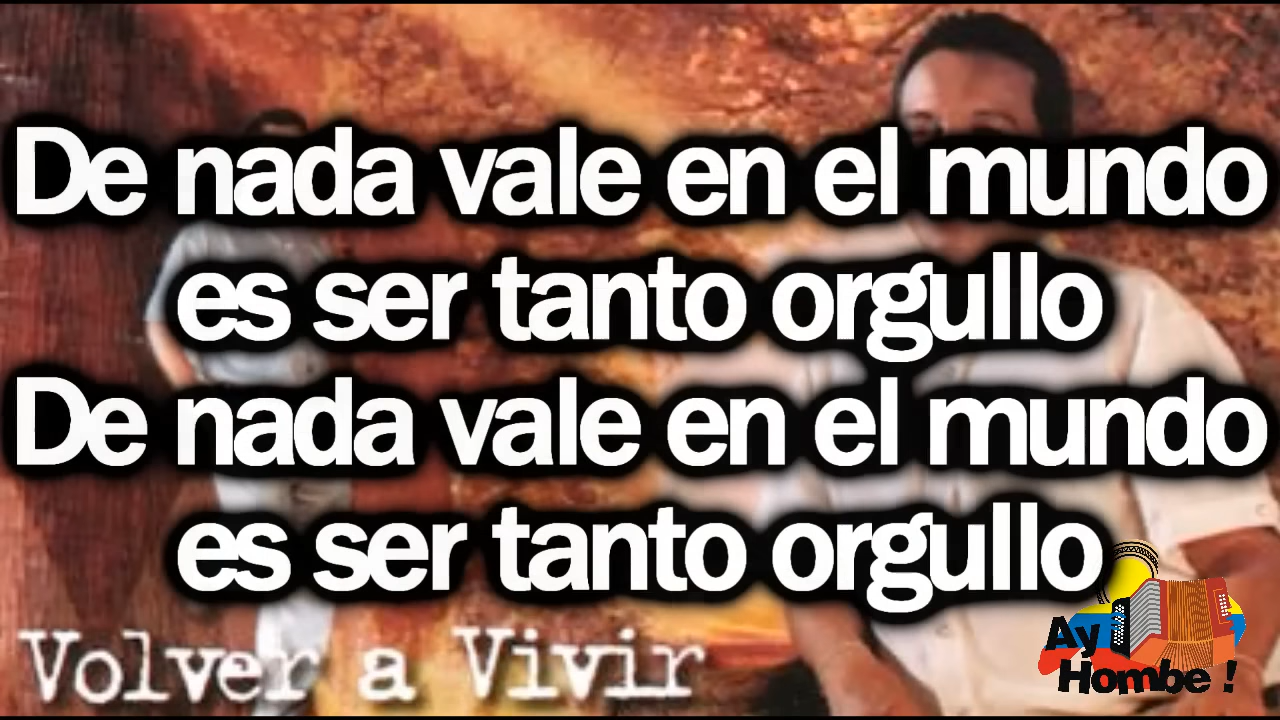 De nada vale en el mundo
es ser tanto orgullo
De nada vale en el mundo
es ser tanto orgullo
Volver a Vivir
Ay
Hombe !